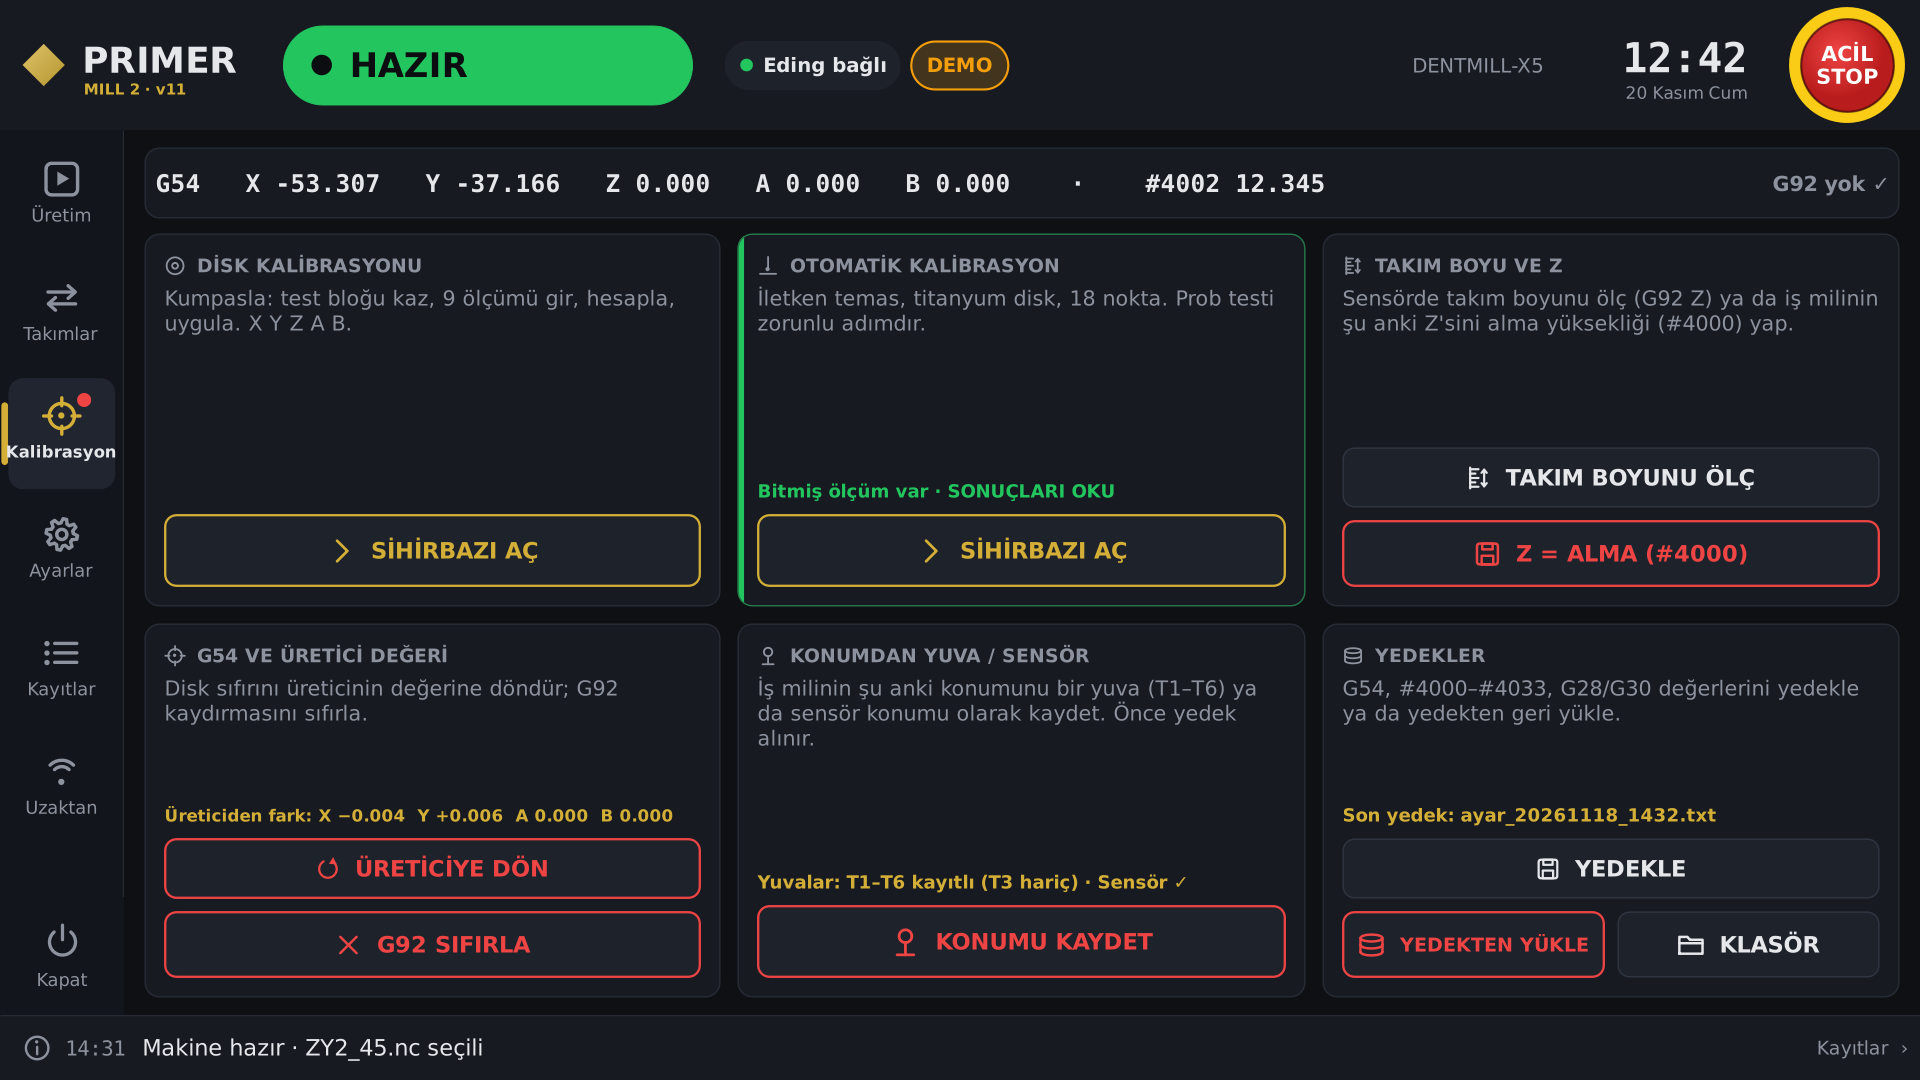 PRIMER
MILL 2 · v11
HAZIR
Eding bağlı
DEMO
DENTMILL-X5
12:42
20 Kasım Cum
ACİL
STOP
Üretim
Takımlar
Kalibrasyon
Ayarlar
Kayıtlar
Uzaktan
Kapat
G54 X -53.307 Y -37.166 Z 0.000 A 0.000 B 0.000 · #4002 12.345
G92 yok ✓
DİSK KALİBRASYONU
Kumpasla: test bloğu kaz, 9 ölçümü gir, hesapla,
uygula. X Y Z A B.
SİHİRBAZI AÇ
OTOMATİK KALİBRASYON
İletken temas, titanyum disk, 18 nokta. Prob testi
zorunlu adımdır.
Bitmiş ölçüm var · SONUÇLARI OKU
SİHİRBAZI AÇ
TAKIM BOYU VE Z
Sensörde takım boyunu ölç (G92 Z) ya da iş milinin
şu anki Z'sini alma yüksekliği (#4000) yap.
TAKIM BOYUNU ÖLÇ
Z = ALMA (#4000)
G54 VE ÜRETİCİ DEĞERİ
Disk sıfırını üreticinin değerine döndür; G92
kaydırmasını sıfırla.
Üreticiden fark: X −0.004 Y +0.006 A 0.000 B 0.000
ÜRETİCİYE DÖN
G92 SIFIRLA
KONUMDAN YUVA / SENSÖR
İş milinin şu anki konumunu bir yuva (T1–T6) ya
da sensör konumu olarak kaydet. Önce yedek
alınır.
Yuvalar: T1–T6 kayıtlı (T3 hariç) · Sensör ✓
KONUMU KAYDET
YEDEKLER
G54, #4000–#4033, G28/G30 değerlerini yedekle
ya da yedekten geri yükle.
Son yedek: ayar_20261118_1432.txt
YEDEKLE
YEDEKTEN YÜKLE
KLASÖR
14:31 Makine hazır · ZY2_45.nc seçili
Kayıtlar ›